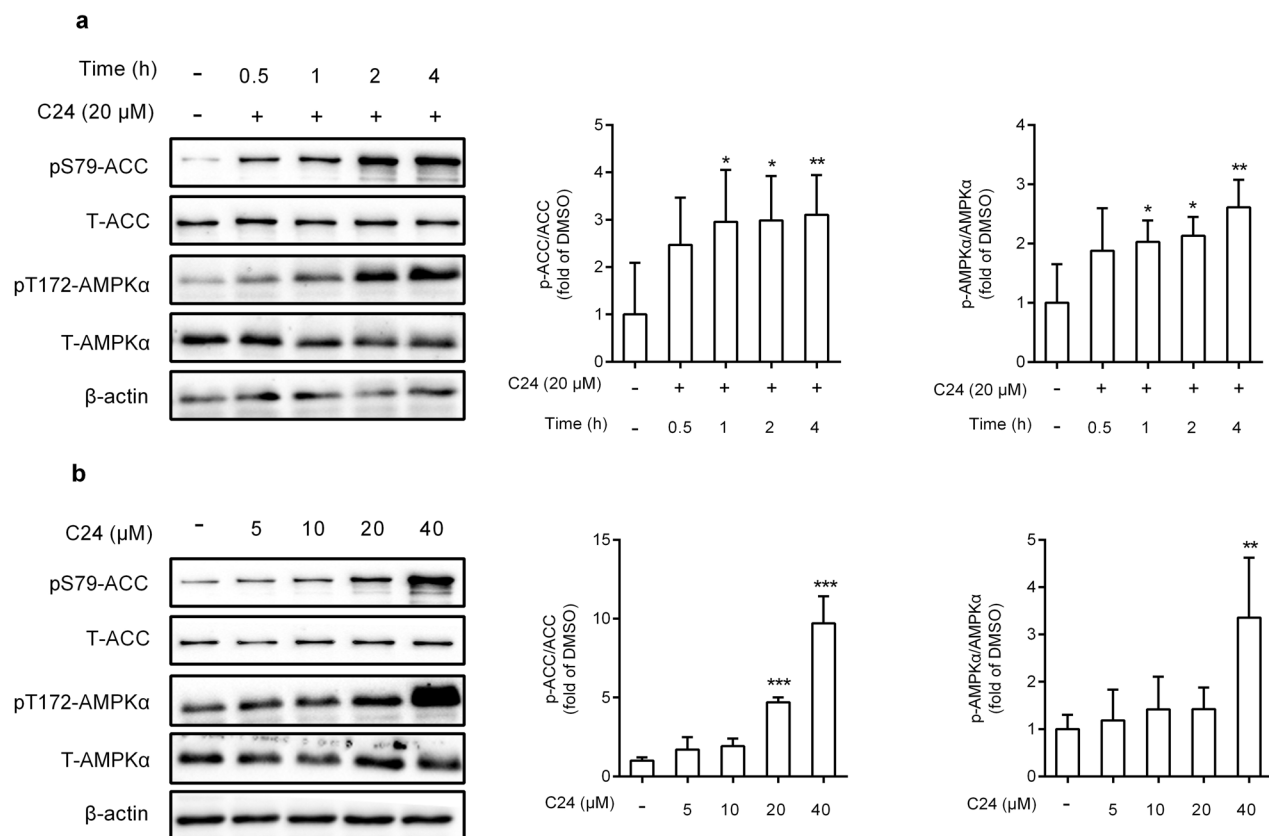 a
Time (h) - 0.5 1 2 4
C24 (20 µM) - + + + +
pS79-ACC
T-ACC
pT172-AMPKα
T-AMPKα
β-actin
p-ACC/ACC
(fold of DMSO)
5
4
3
2
1
0
* * **
C24 (20 µM) - + + + +
Time (h) - 0.5 1 2 4
p-AMPKα/AMPKα
(fold of DMSO)
4
3
2
1
0
* * **
C24 (20 µM) - + + + +
Time (h) - 0.5 1 2 4
b
C24 (µM) - 5 10 20 40
pS79-ACC
T-ACC
pT172-AMPKα
T-AMPKα
β-actin
p-ACC/ACC
(fold of DMSO)
15
10
5
0
*** ***
C24 (µM) - 5 10 20 40
p-AMPKα/AMPKα
(fold of DMSO)
5
4
3
2
1
0
**
C24 (µM) - 5 10 20 40